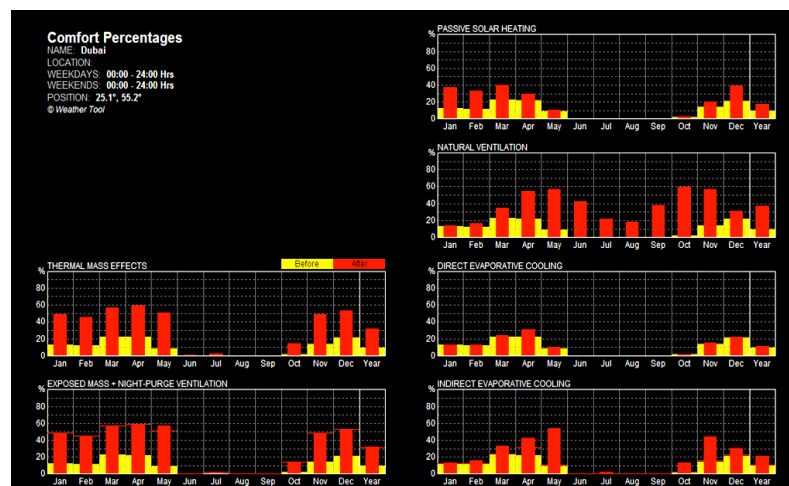 Comfort Percentages
NAME: Dubai
LOCATION:
WEEKDAYS: 00:00 - 24:00 Hrs
WEEKENDS: 00:00 - 24:00 Hrs
POSITION: 25.1°, 55.2°
© Weather Tool
PASSIVE SOLAR HEATING
%
80
60
40
20
0
Jan Feb Mar Apr May Jun Jul Aug Sep Oct Nov Dec Year
NATURAL VENTILATION
%
80
60
40
20
0
Jan Feb Mar Apr May Jun Jul Aug Sep Oct Nov Dec Year
THERMAL MASS EFFECTS
Before After
%
80
60
40
20
0
Jan Feb Mar Apr May Jun Jul Aug Sep Oct Nov Dec Year
DIRECT EVAPORATIVE COOLING
%
80
60
40
20
0
Jan Feb Mar Apr May Jun Jul Aug Sep Oct Nov Dec Year
EXPOSED MASS + NIGHT-PURGE VENTILATION
%
80
60
40
20
0
Jan Feb Mar Apr May Jun Jul Aug Sep Oct Nov Dec Year
INDIRECT EVAPORATIVE COOLING
%
80
60
40
20
0
Jan Feb Mar Apr May Jun Jul Aug Sep Oct Nov Dec Year